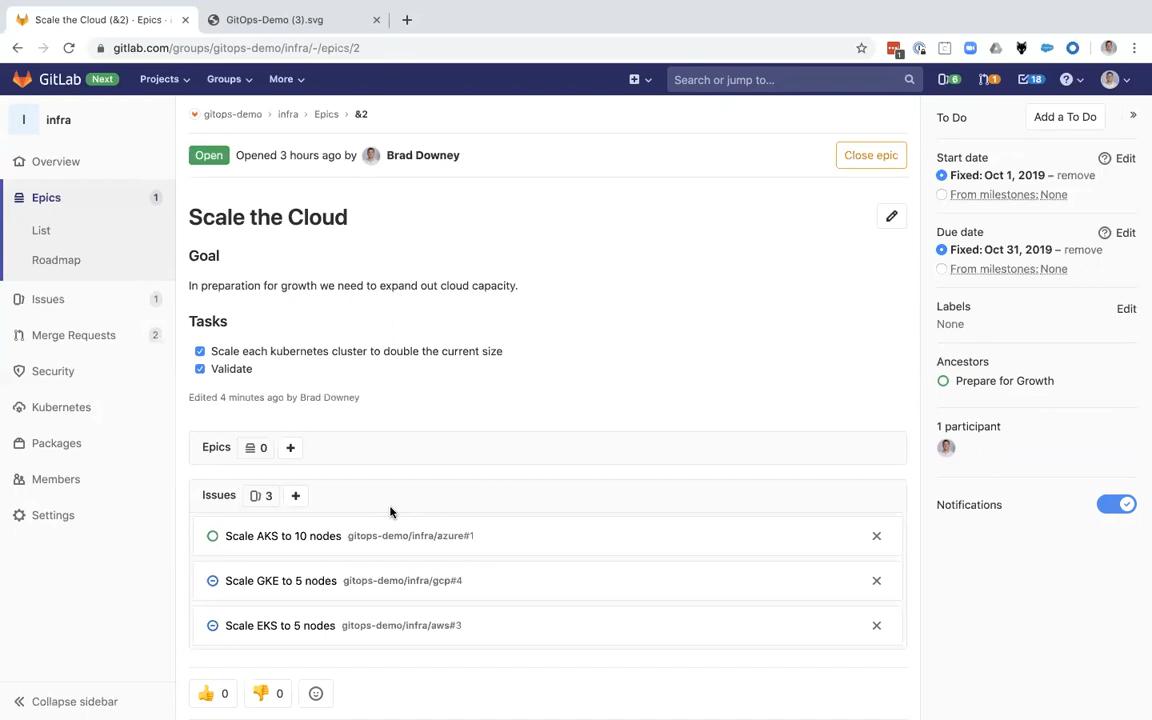 Scale the Cloud (&2) · Epics ·
GitOps-Demo (3).svg
gitlab.com/groups/gitops-demo/infra/-/epics/2
1
GitLab Next Projects Groups More Search or jump to... 6 1 18
I infra
Overview
Epics 1
List
Roadmap
Issues 1
Merge Requests 2
Security
Kubernetes
Packages
Members
Settings
Collapse sidebar
gitops-demo › infra › Epics › &2
Open Opened 3 hours ago by Brad Downey Close epic
Scale the Cloud
Goal
In preparation for growth we need to expand out cloud capacity.
Tasks
Scale each kubernetes cluster to double the current size
Validate
Edited 4 minutes ago by Brad Downey
Epics 0 +
Issues 3 +
Scale AKS to 10 nodes gitops-demo/infra/azure#1
Scale GKE to 5 nodes gitops-demo/infra/gcp#4
Scale EKS to 5 nodes gitops-demo/infra/aws#3
0 0
To Do Add a To Do »
Start date Edit
Fixed: Oct 1, 2019 – remove
From milestones: None
Due date Edit
Fixed: Oct 31, 2019 – remove
From milestones: None
Labels Edit
None
Ancestors
Prepare for Growth
1 participant
Notifications